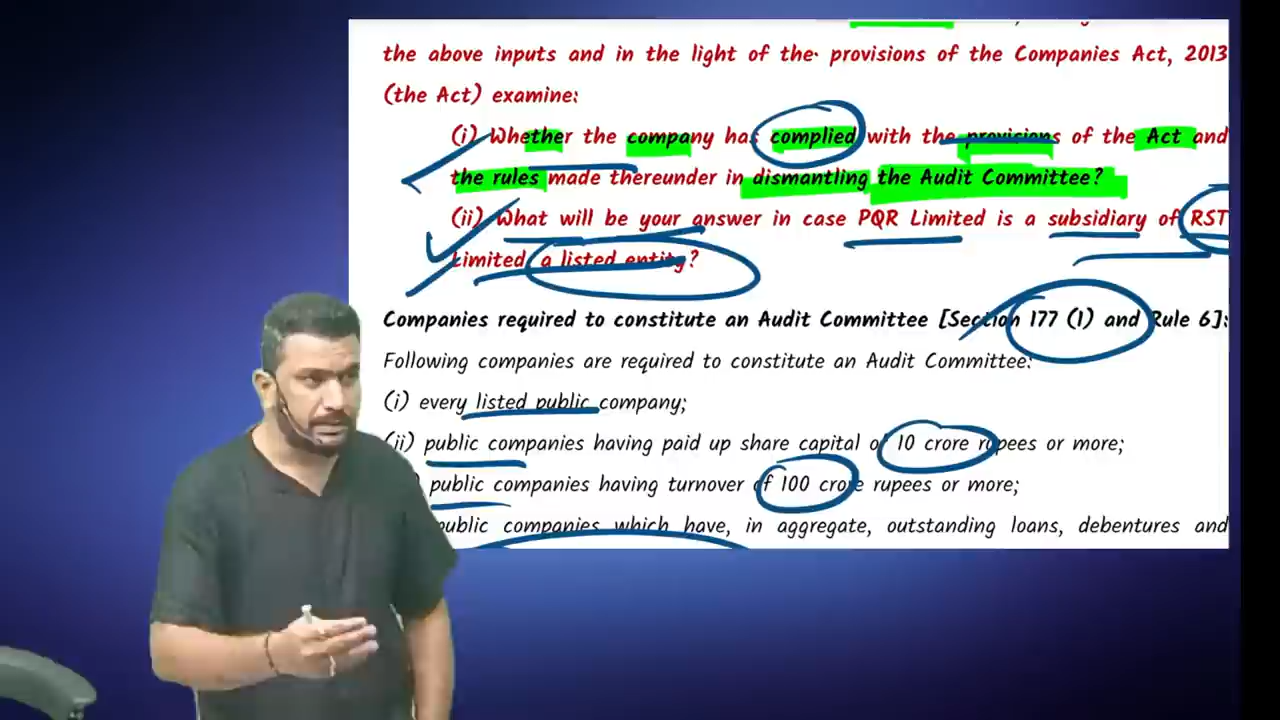 the above inputs and in the light of the provisions of the Companies Act, 2013
(the Act) examine:
(i) Whether the company has complied with the provisions of the Act and
the rules made thereunder in dismantling the Audit Committee?
(ii) What will be your answer in case PQR Limited is a subsidiary of RST
Limited a listed entity?
Companies required to constitute an Audit Committee [Section 177 (1) and Rule 6]:
Following companies are required to constitute an Audit Committee:
(i) every listed public company;
(ii) public companies having paid up share capital of 10 crore rupees or more;
public companies having turnover of 100 crore rupees or more;
public companies which have, in aggregate, outstanding loans, debentures and